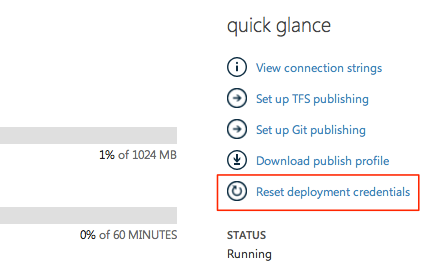 quick glance
View connection strings
Set up TFS publishing
Set up Git publishing
1% of 1024 MB
Download publish profile
Reset deployment credentials
0% of 60 MINUTES
STATUS
Running